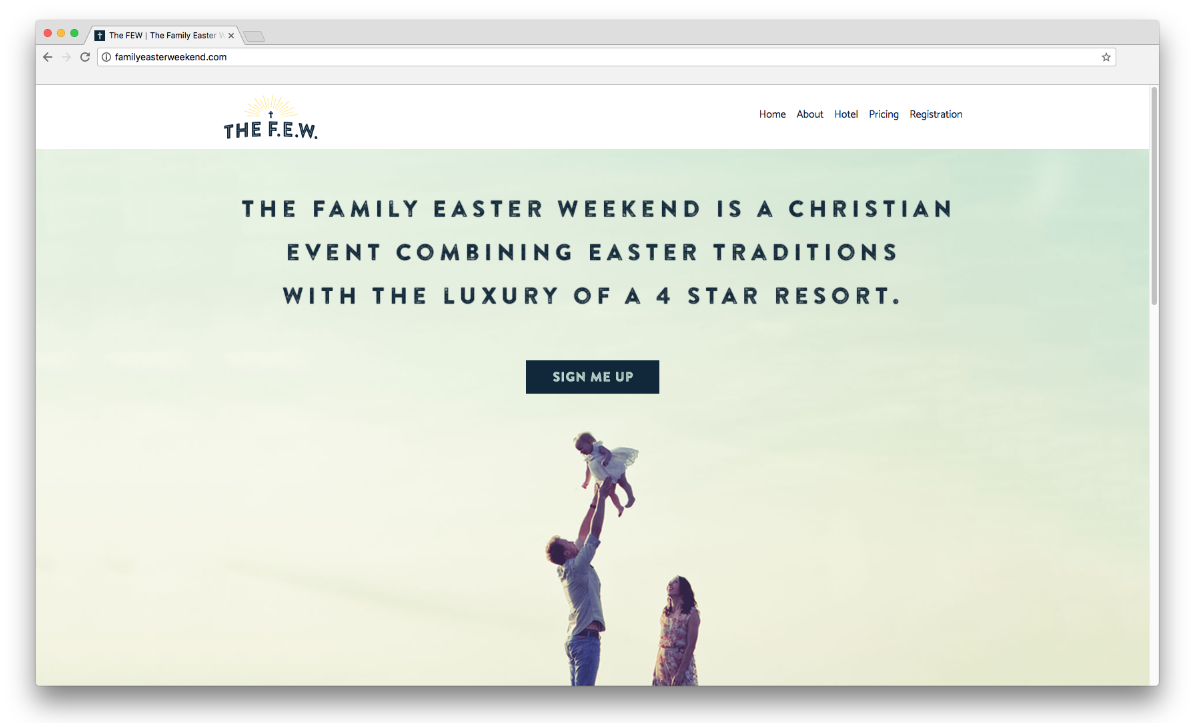 The FEW | The Family Easter W
familyeasterweekend.com
THE F.E.W.
Home About Hotel Pricing Registration
THE FAMILY EASTER WEEKEND IS A CHRISTIAN
EVENT COMBINING EASTER TRADITIONS
WITH THE LUXURY OF A 4 STAR RESORT.
SIGN ME UP